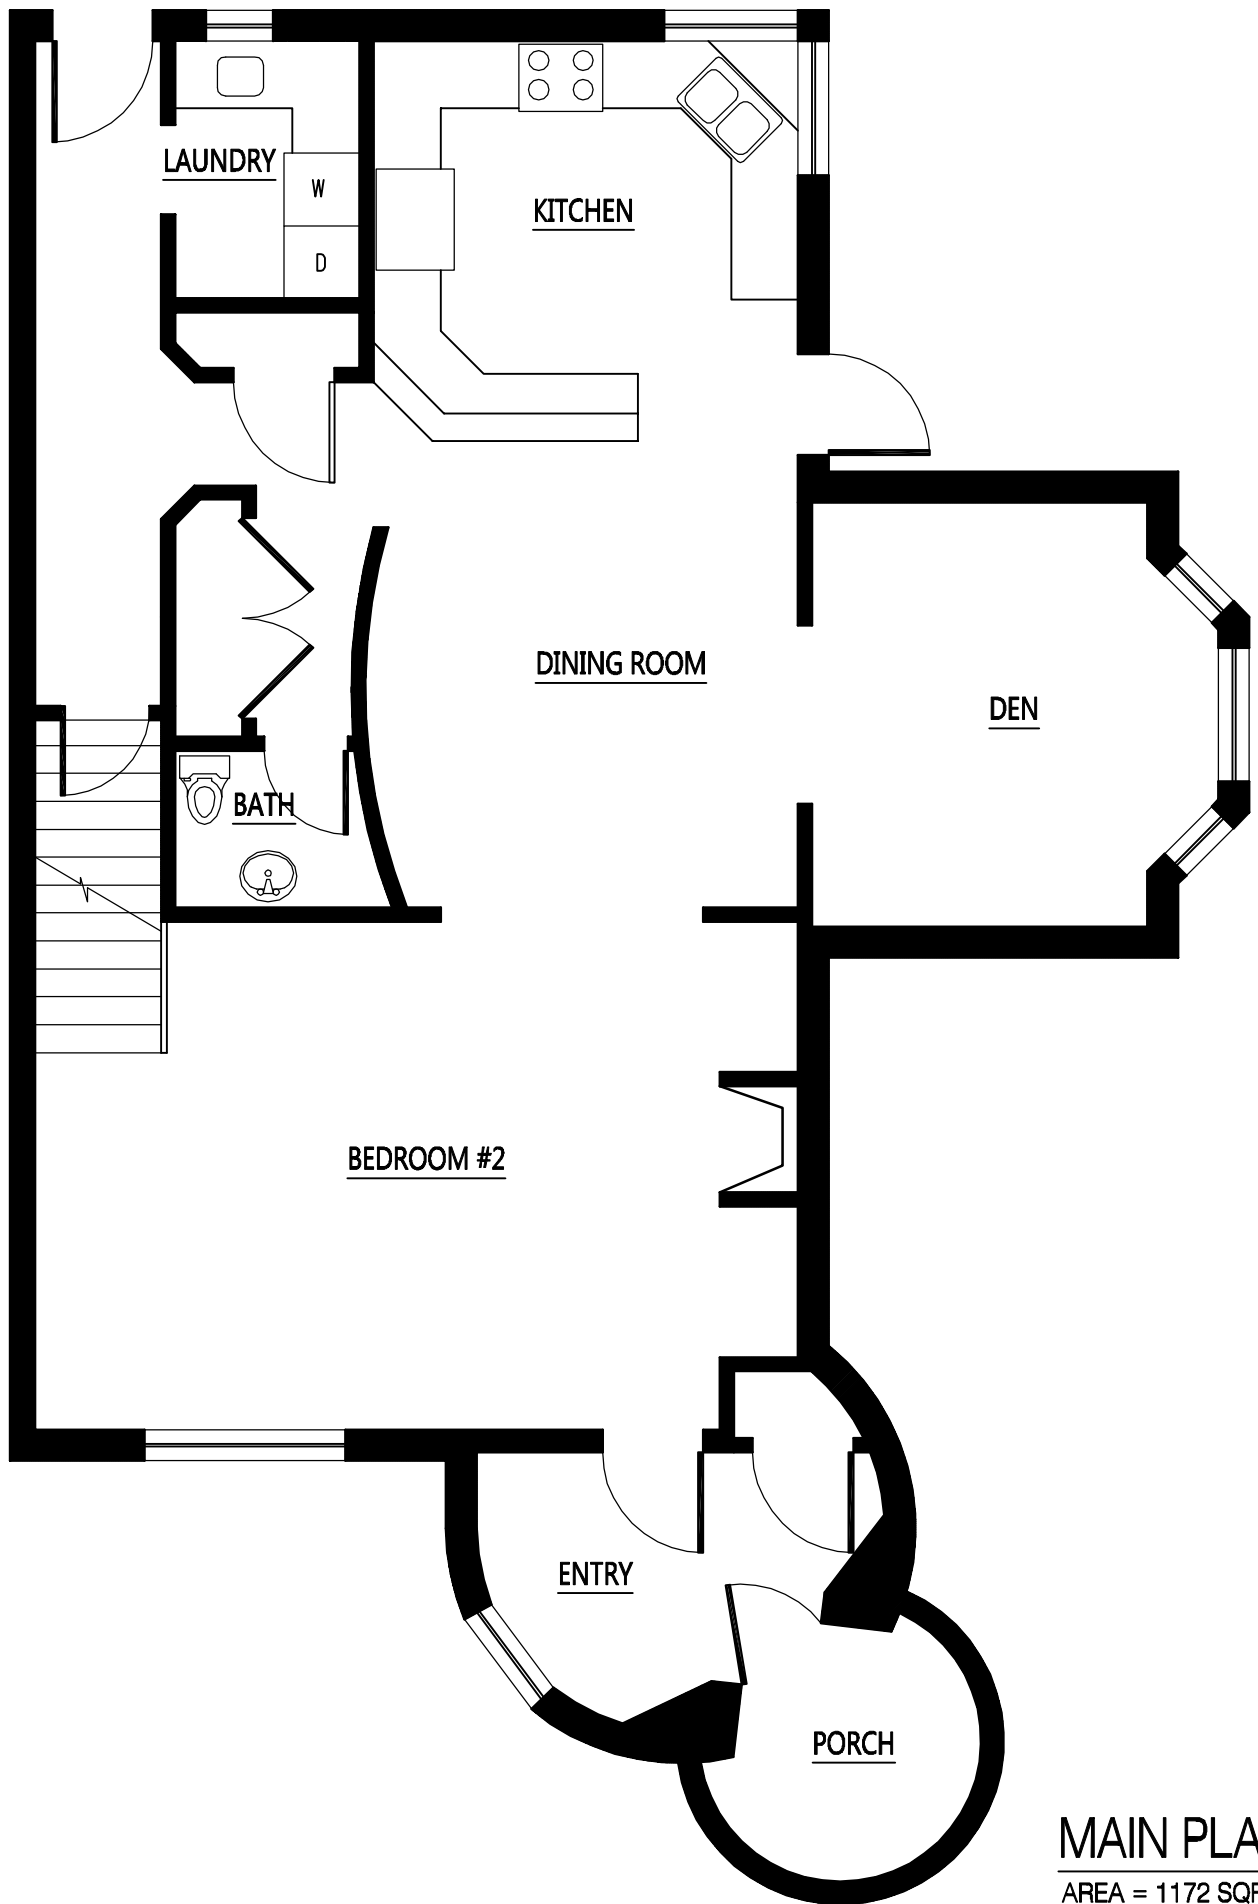 LAUNDRY
W
D
KITCHEN
DINING ROOM
DEN
BATH
BEDROOM #2
ENTRY
PORCH
MAIN PLA
AREA = 1172 SQF